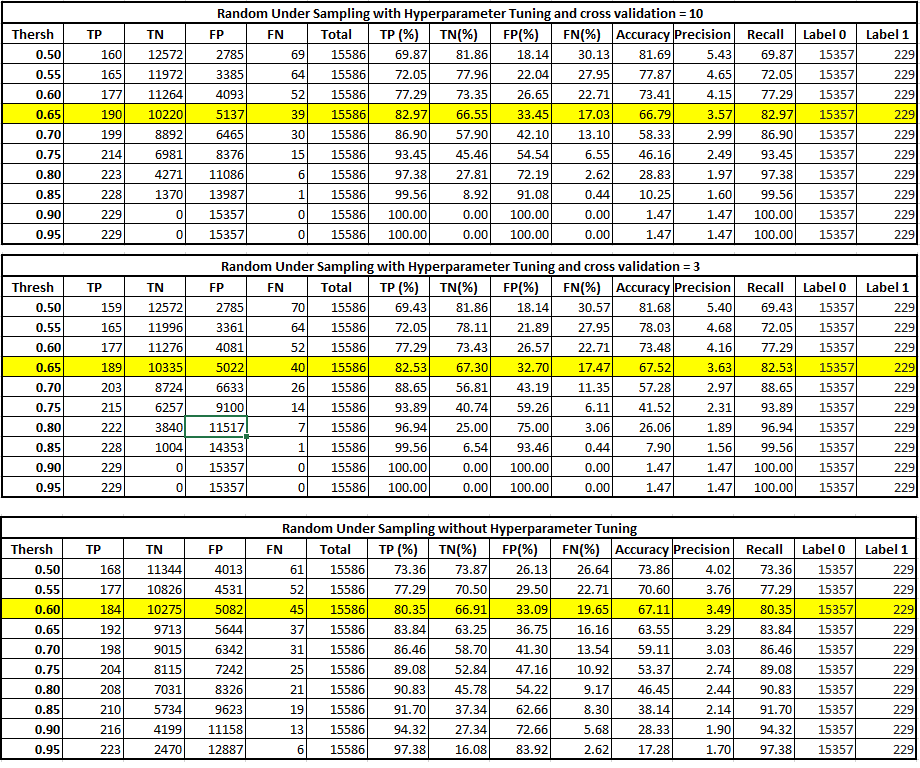 Random Under Sampling with Hyperparameter Tuning and cross validation = 10
Thersh TP TN FP FN Total TP (%) TN(%) FP(%) FN(%) Accuracy Precision Recall Label 0 Label 1
0.50 160 12572 2785 69 15586 69.87 81.86 18.14 30.13 81.69 5.43 69.87 15357 229
0.55 165 11972 3385 64 15586 72.05 77.96 22.04 27.95 77.87 4.65 72.05 15357 229
0.60 177 11264 4093 52 15586 77.29 73.35 26.65 22.71 73.41 4.15 77.29 15357 229
0.65 190 10220 5137 39 15586 82.97 66.55 33.45 17.03 66.79 3.57 82.97 15357 229
0.70 199 8892 6465 30 15586 86.90 57.90 42.10 13.10 58.33 2.99 86.90 15357 229
0.75 214 6981 8376 15 15586 93.45 45.46 54.54 6.55 46.16 2.49 93.45 15357 229
0.80 223 4271 11086 6 15586 97.38 27.81 72.19 2.62 28.83 1.97 97.38 15357 229
0.85 228 1370 13987 1 15586 99.56 8.92 91.08 0.44 10.25 1.60 99.56 15357 229
0.90 229 0 15357 0 15586 100.00 0.00 100.00 0.00 1.47 1.47 100.00 15357 229
0.95 229 0 15357 0 15586 100.00 0.00 100.00 0.00 1.47 1.47 100.00 15357 229
Random Under Sampling with Hyperparameter Tuning and cross validation = 3
Thresh TP TN FP FN Total TP (%) TN(%) FP(%) FN(%) Accuracy Precision Recall Label 0 Label 1
0.50 159 12572 2785 70 15586 69.43 81.86 18.14 30.57 81.68 5.40 69.43 15357 229
0.55 165 11996 3361 64 15586 72.05 78.11 21.89 27.95 78.03 4.68 72.05 15357 229
0.60 177 11276 4081 52 15586 77.29 73.43 26.57 22.71 73.48 4.16 77.29 15357 229
0.65 189 10335 5022 40 15586 82.53 67.30 32.70 17.47 67.52 3.63 82.53 15357 229
0.70 203 8724 6633 26 15586 88.65 56.81 43.19 11.35 57.28 2.97 88.65 15357 229
0.75 215 6257 9100 14 15586 93.89 40.74 59.26 6.11 41.52 2.31 93.89 15357 229
0.80 222 3840 11517 7 15586 96.94 25.00 75.00 3.06 26.06 1.89 96.94 15357 229
0.85 228 1004 14353 1 15586 99.56 6.54 93.46 0.44 7.90 1.56 99.56 15357 229
0.90 229 0 15357 0 15586 100.00 0.00 100.00 0.00 1.47 1.47 100.00 15357 229
0.95 229 0 15357 0 15586 100.00 0.00 100.00 0.00 1.47 1.47 100.00 15357 229
Random Under Sampling without Hyperparameter Tuning
Thersh TP TN FP FN Total TP (%) TN(%) FP(%) FN(%) Accuracy Precision Recall Label 0 Label 1
0.50 168 11344 4013 61 15586 73.36 73.87 26.13 26.64 73.86 4.02 73.36 15357 229
0.55 177 10826 4531 52 15586 77.29 70.50 29.50 22.71 70.60 3.76 77.29 15357 229
0.60 184 10275 5082 45 15586 80.35 66.91 33.09 19.65 67.11 3.49 80.35 15357 229
0.65 192 9713 5644 37 15586 83.84 63.25 36.75 16.16 63.55 3.29 83.84 15357 229
0.70 198 9015 6342 31 15586 86.46 58.70 41.30 13.54 59.11 3.03 86.46 15357 229
0.75 204 8115 7242 25 15586 89.08 52.84 47.16 10.92 53.37 2.74 89.08 15357 229
0.80 208 7031 8326 21 15586 90.83 45.78 54.22 9.17 46.45 2.44 90.83 15357 229
0.85 210 5734 9623 19 15586 91.70 37.34 62.66 8.30 38.14 2.14 91.70 15357 229
0.90 216 4199 11158 13 15586 94.32 27.34 72.66 5.68 28.33 1.90 94.32 15357 229
0.95 223 2470 12887 6 15586 97.38 16.08 83.92 2.62 17.28 1.70 97.38 15357 229